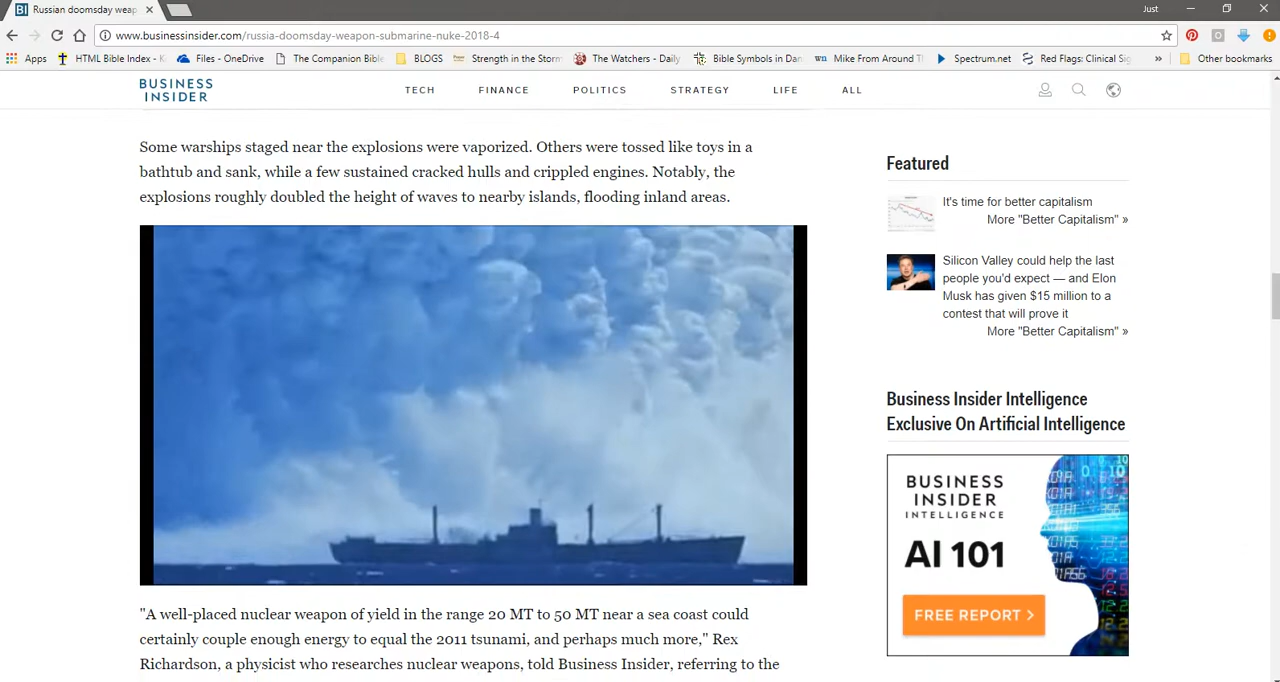 Russian doomsday weap
Just
www.businessinsider.com/russia-doomsday-weapon-submarine-nuke-2018-4
Apps HTML Bible Index - K Files - OneDrive The Companion Bible BLOGS Strength in the Storm The Watchers - Daily Bible Symbols in Dan Mike From Around T Spectrum.net Red Flags: Clinical Sig » Other bookmarks
BUSINESS
INSIDER
TECH FINANCE POLITICS STRATEGY LIFE ALL
Some warships staged near the explosions were vaporized. Others were tossed like toys in a
bathtub and sank, while a few sustained cracked hulls and crippled engines. Notably, the
explosions roughly doubled the height of waves to nearby islands, flooding inland areas.
"A well-placed nuclear weapon of yield in the range 20 MT to 50 MT near a sea coast could
certainly couple enough energy to equal the 2011 tsunami, and perhaps much more," Rex
Richardson, a physicist who researches nuclear weapons, told Business Insider, referring to the
Featured
It's time for better capitalism
More "Better Capitalism" »
Silicon Valley could help the last
people you'd expect — and Elon
Musk has given $15 million to a
contest that will prove it
More "Better Capitalism" »
Business Insider Intelligence
Exclusive On Artificial Intelligence
BUSINESS
INSIDER
INTELLIGENCE
AI 101
FREE REPORT >